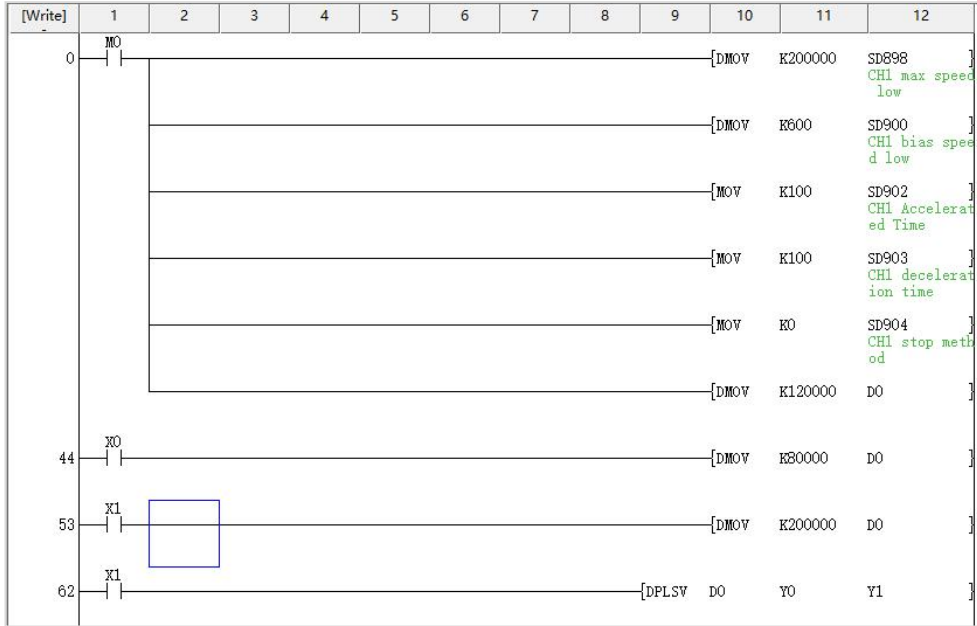 [Write] 1 2 3 4 5 6 7 8 9 10 11 12
M0
0 [DMOV K200000 SD898 ]
CH1 max speed
low
[DMOV K600 SD900 ]
CH1 bias spee
d low
[MOV K100 SD902 ]
CH1 Accelerat
ed Time
[MOV K100 SD903 ]
CH1 decelerat
ion time
[MOV K0 SD904 ]
CH1 stop meth
od
[DMOV K120000 D0 ]
X0
44 [DMOV K80000 D0 ]
X1
53 [DMOV K200000 D0 ]
X1
62 [DPLSV D0 Y0 Y1 ]